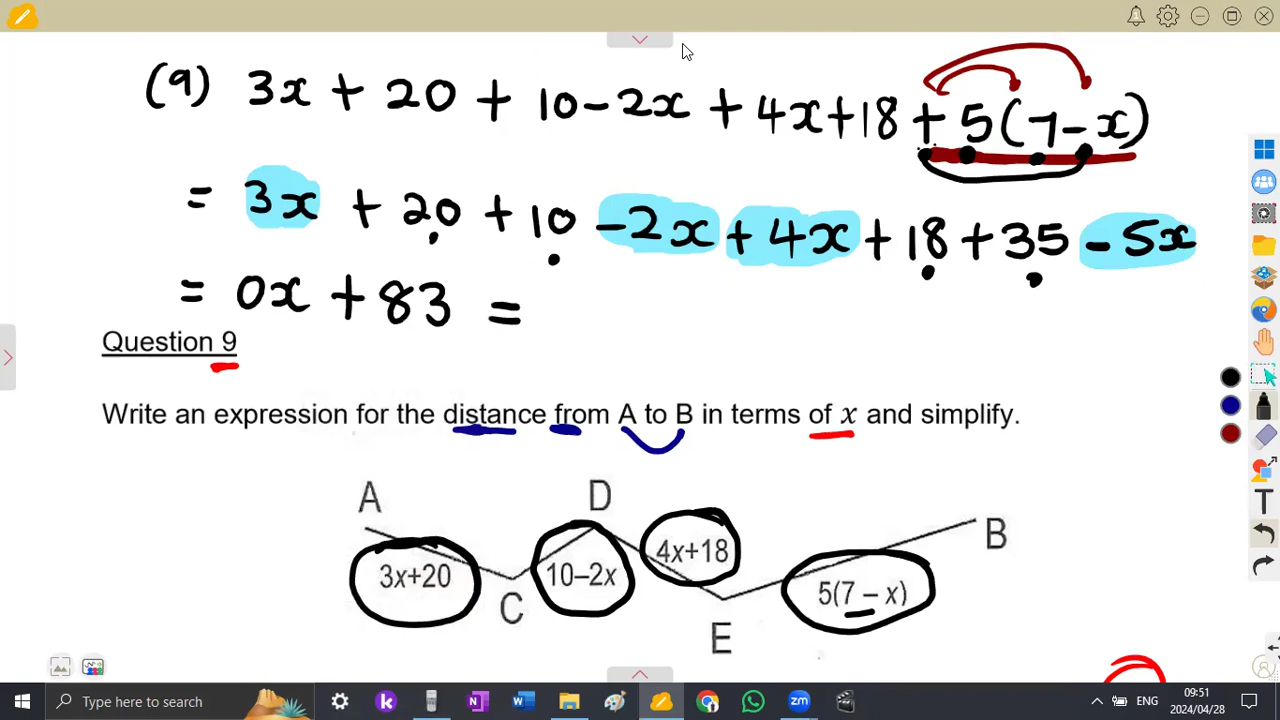 (9) 3x + 20 + 10 - 2x + 4x + 18 + 5(7 - x)
= 3x + 20 + 10 - 2x + 4x + 18 + 35 - 5x
= 0x + 83 =
Question 9
Write an expression for the distance from A to B in terms of x and simplify.
A
D
B
3x+20
10–2x
4x+18
5(7 – x)
C
E
T
Type here to search
N
W
zm
ENG
09:51
2024/04/28